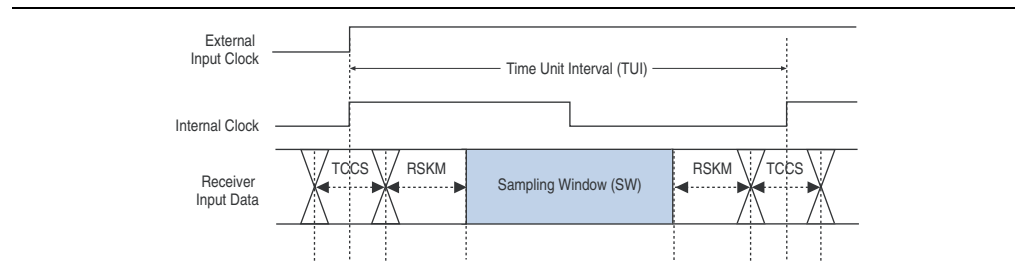 External
Input Clock
Time Unit Interval (TUI)
Internal Clock
Receiver
Input Data
TCCS
RSKM
Sampling Window (SW)
RSKM
TCCS